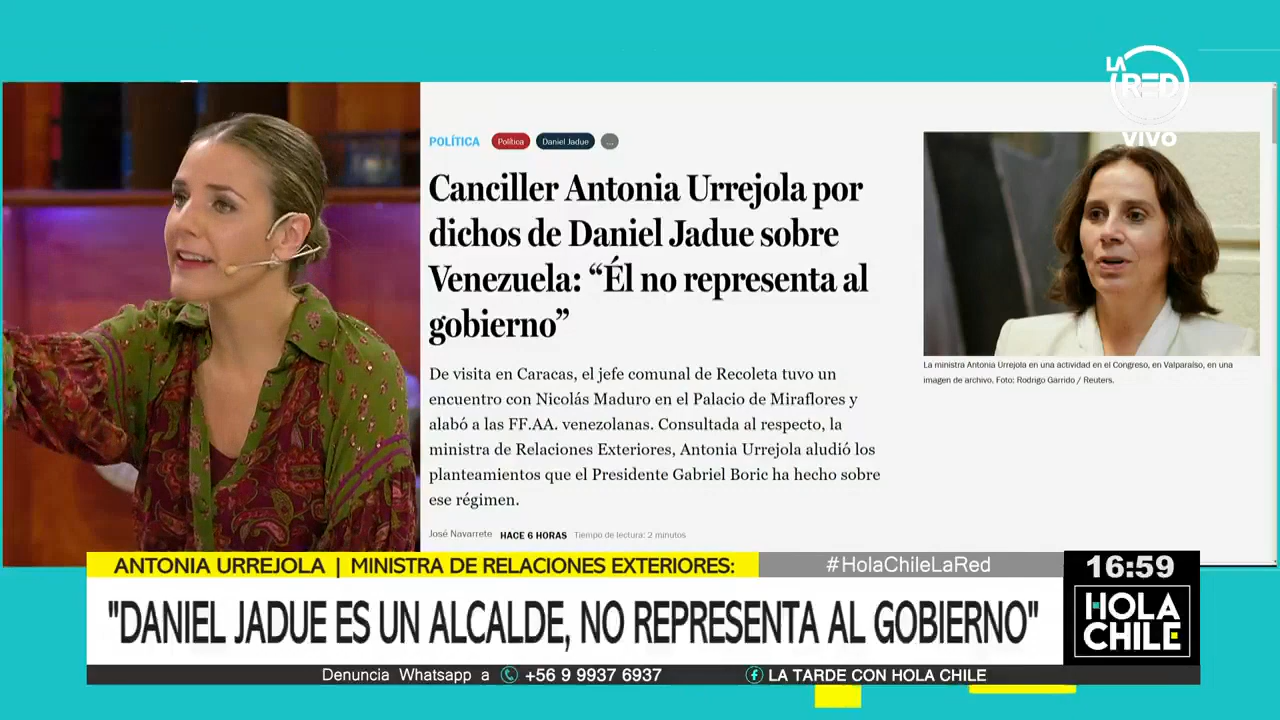 LA
RED
VIVO
POLÍTICA
Política
Daniel Jadue
...
Canciller Antonia Urrejola por
dichos de Daniel Jadue sobre
Venezuela: “Él no representa al
gobierno”
De visita en Caracas, el jefe comunal de Recoleta tuvo un
encuentro con Nicolás Maduro en el Palacio de Miraflores y
alabó a las FF.AA. venezolanas. Consultada al respecto, la
ministra de Relaciones Exteriores, Antonia Urrejola aludió los
planteamientos que el Presidente Gabriel Boric ha hecho sobre
ese régimen.
José Navarrete HACE 6 HORAS Tiempo de lectura: 2 minutos
La ministra Antonia Urrejola en una actividad en el Congreso, en Valparaíso, en una
imagen de archivo. Foto: Rodrigo Garrido / Reuters.
ANTONIA URREJOLA | MINISTRA DE RELACIONES EXTERIORES:
#HolaChileLaRed
16:59
"DANIEL JADUE ES UN ALCALDE, NO REPRESENTA AL GOBIERNO"
HOLA
CHILE
Denuncia Whatsapp a +56 9 9937 6937
LA TARDE CON HOLA CHILE